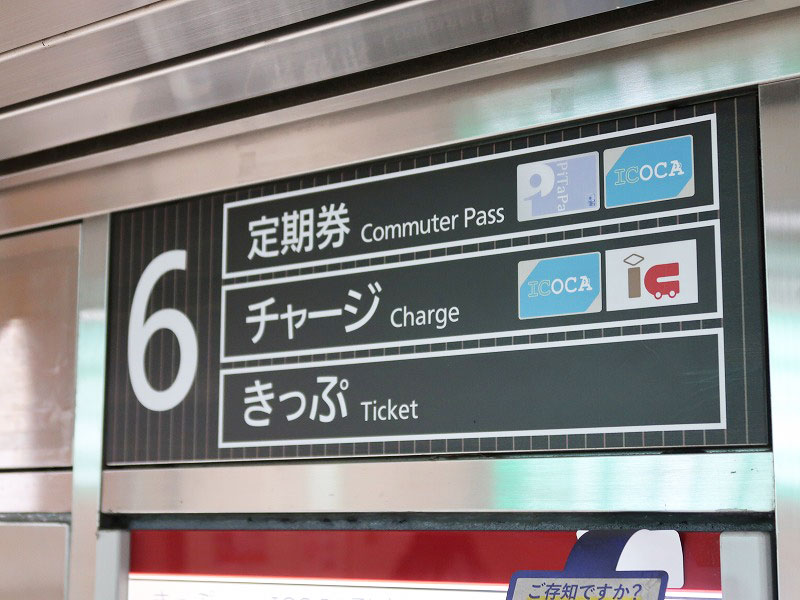 6
定期券 Commuter Pass
PiTaPa
ICOCA
チャージ Charge
ICOCA
ic
きっぷ Ticket
ご存知ですか？